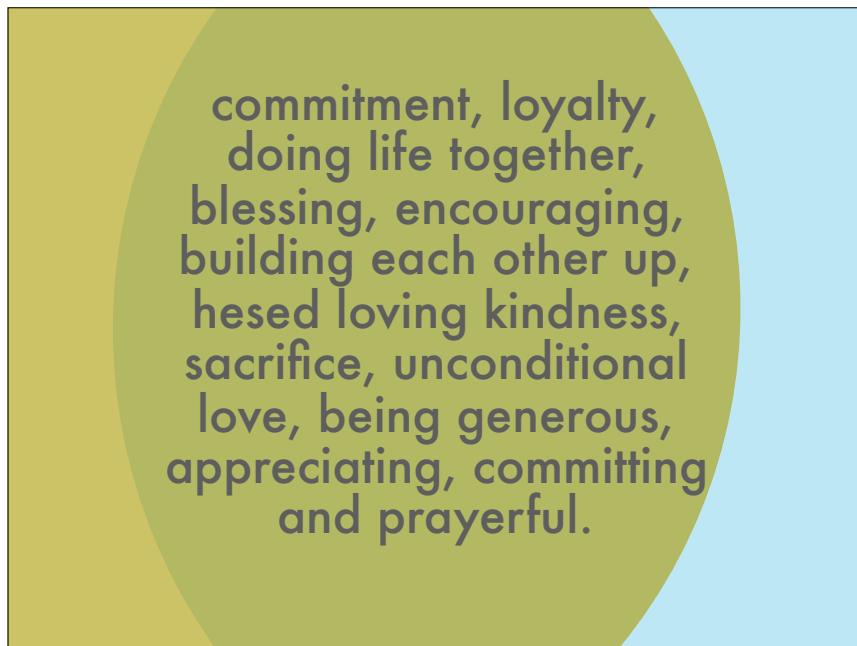 commitment, loyalty,
doing life together,
blessing, encouraging,
building each other up,
hesed loving kindness,
sacrifice, unconditional
love, being generous,
appreciating, committing
and prayerful.